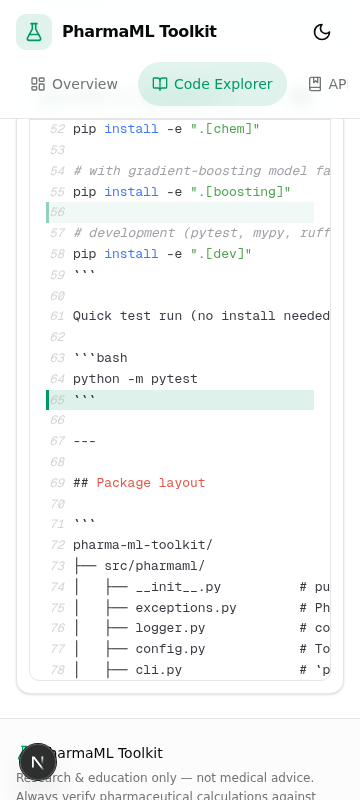 PharmaML Toolkit
Overview
Code Explorer
AP
52 pip install -e ".[chem]"
53
54 # with gradient-boosting model fa
55 pip install -e ".[boosting]"
56
57 # development (pytest, mypy, ruff
58 pip install -e ".[dev]"
59 ```
60
61 Quick test run (no install needed
62
63 ```bash
64 python -m pytest
65 ```
66
67 ---
68
69 ## Package layout
70
71 ```
72 pharma-ml-toolkit/
73 ├── src/pharmaml/
74 │   ├── __init__.py          # pu
75 │   ├── exceptions.py        # Ph
76 │   ├── logger.py            # co
77 │   ├── config.py            # To
78 │   ├── cli.py               # `p
N
harmaML Toolkit
Research & education only — not medical advice.
Always verify pharmaceutical calculations against